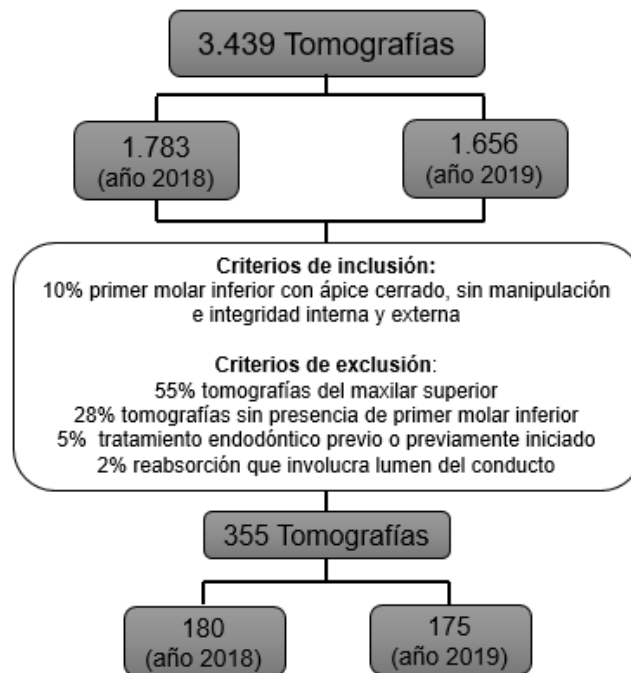 3.439 Tomografías
1.783
(año 2018)
1.656
(año 2019)
Criterios de inclusión:
10% primer molar inferior con ápice cerrado, sin manipulación
e integridad interna y externa
Criterios de exclusión:
55% tomografías del maxilar superior
28% tomografías sin presencia de primer molar inferior
5% tratamiento endodóntico previo o previamente iniciado
2% reabsorción que involucra lumen del conducto
355 Tomografías
180
(año 2018)
175
(año 2019)